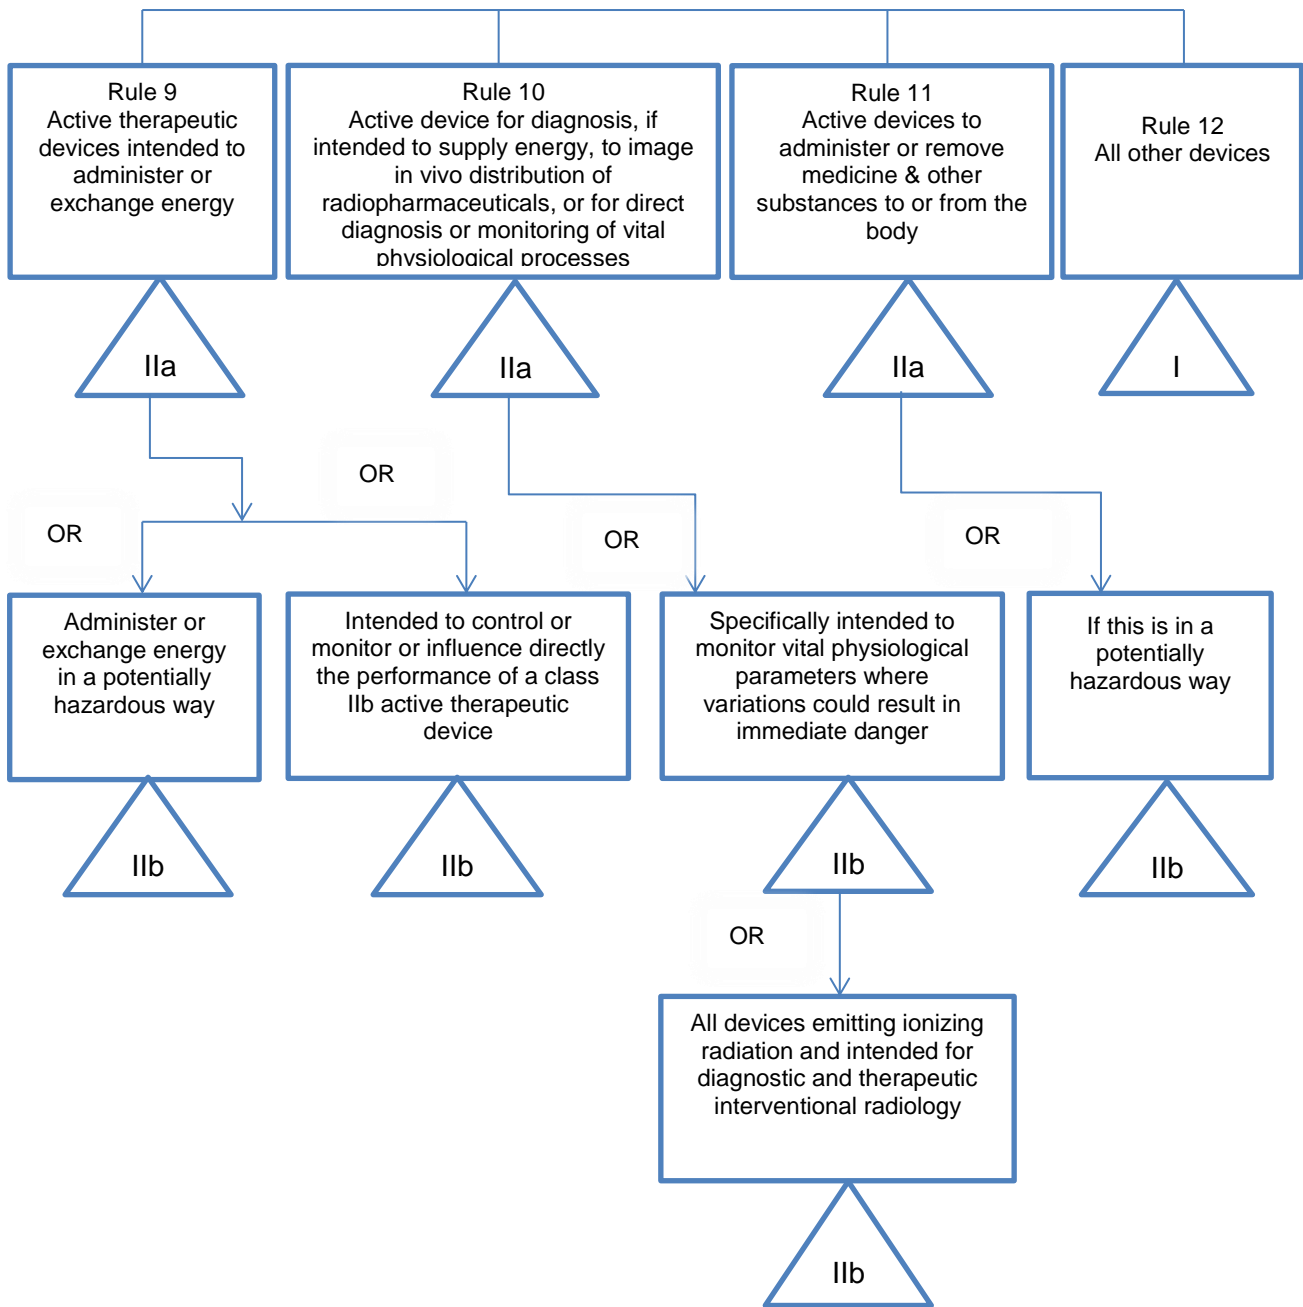 Rule 9
Active therapeutic
devices intended to
administer or
exchange energy
Rule 10
Active device for diagnosis, if
intended to supply energy, to image
in vivo distribution of
radiopharmaceuticals, or for direct
diagnosis or monitoring of vital
physiological processes
Rule 11
Active devices to
administer or remove
medicine & other
substances to or from the
body
Rule 12
All other devices
IIa
IIa
IIa
I
OR
OR
OR
OR
Administer or
exchange energy
in a potentially
hazardous way
Intended to control or
monitor or influence directly
the performance of a class
IIb active therapeutic
device
Specifically intended to
monitor vital physiological
parameters where
variations could result in
immediate danger
If this is in a
potentially
hazardous way
IIb
IIb
IIb
IIb
OR
All devices emitting ionizing
radiation and intended for
diagnostic and therapeutic
interventional radiology
IIb